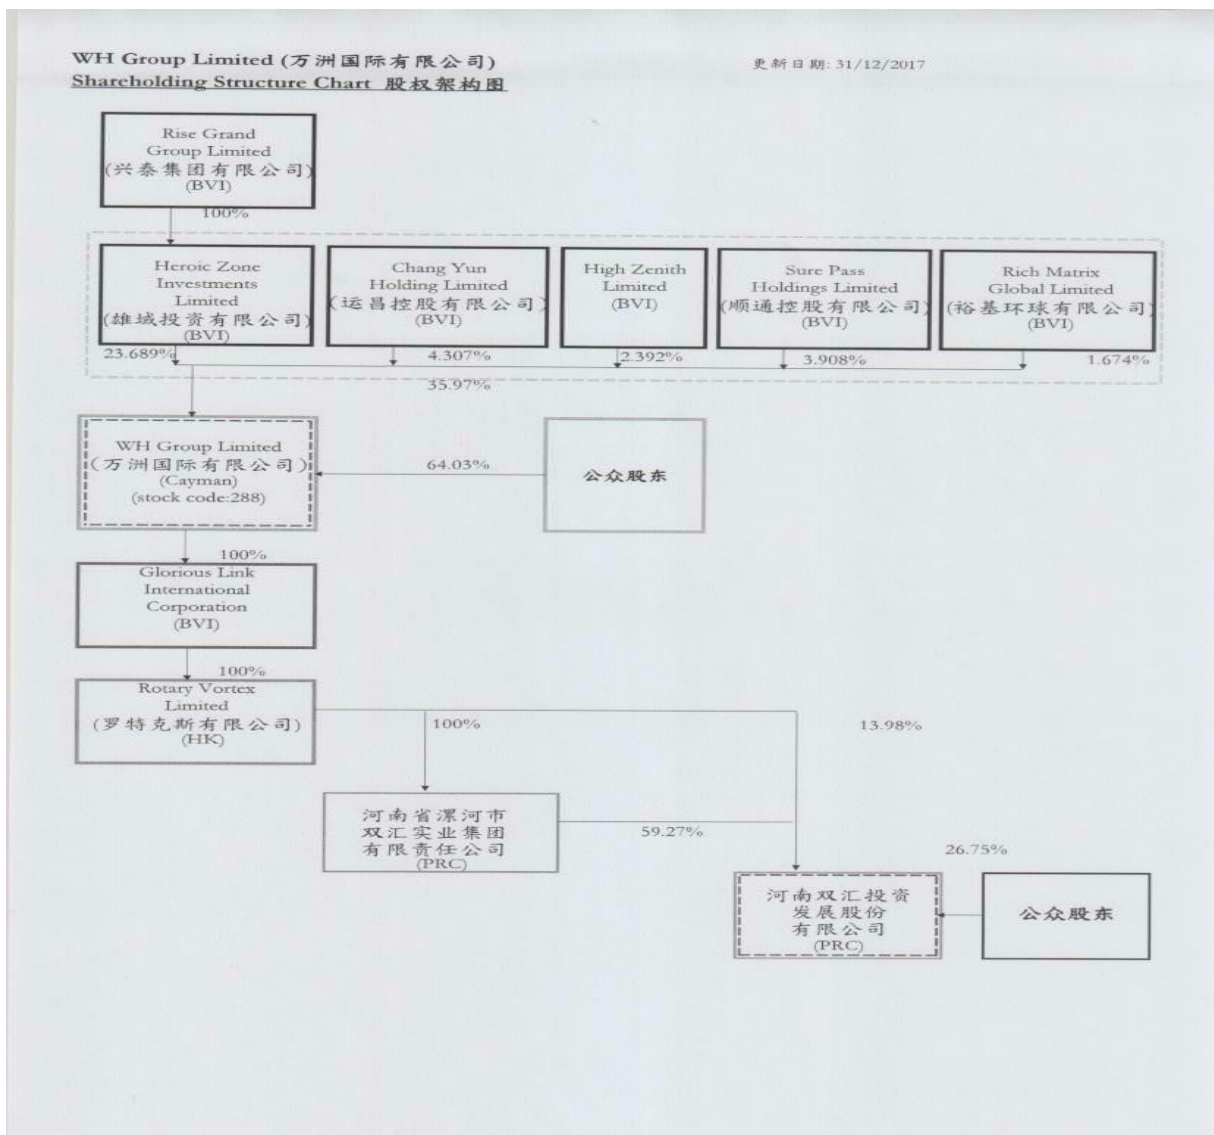 WH Group Limited (万洲国际有限公司)
更新日期: 31/12/2017
Shareholding Structure Chart 股权架构图
Rise Grand
Group Limited
(兴泰集团有限公司)
(BVI)
100%
Heroic Zone
Investments
Limited
(雄域投资有限公司)
(BVI)
23.689%
Chang Yun
Holding Limited
(运昌控股有限公司)
(BVI)
4.307%
High Zenith
Limited
(BVI)
2.392%
Sure Pass
Holdings Limited
(顺通控股有限公司)
(BVI)
3.908%
Rich Matrix
Global Limited
(裕基环球有限公司)
(BVI)
1.674%
35.97%
WH Group Limited
(万洲国际有限公司)
(Cayman)
(stock code:288)
64.03%
公众股东
100%
Glorious Link
International
Corporation
(BVI)
100%
Rotary Vortex
Limited
(罗特克斯有限公司)
(HK)
100%
13.98%
河南省漯河市
双汇实业集团
有限责任公司
(PRC)
59.27%
26.75%
河南双汇投资
发展股份
有限公司
(PRC)
公众股东